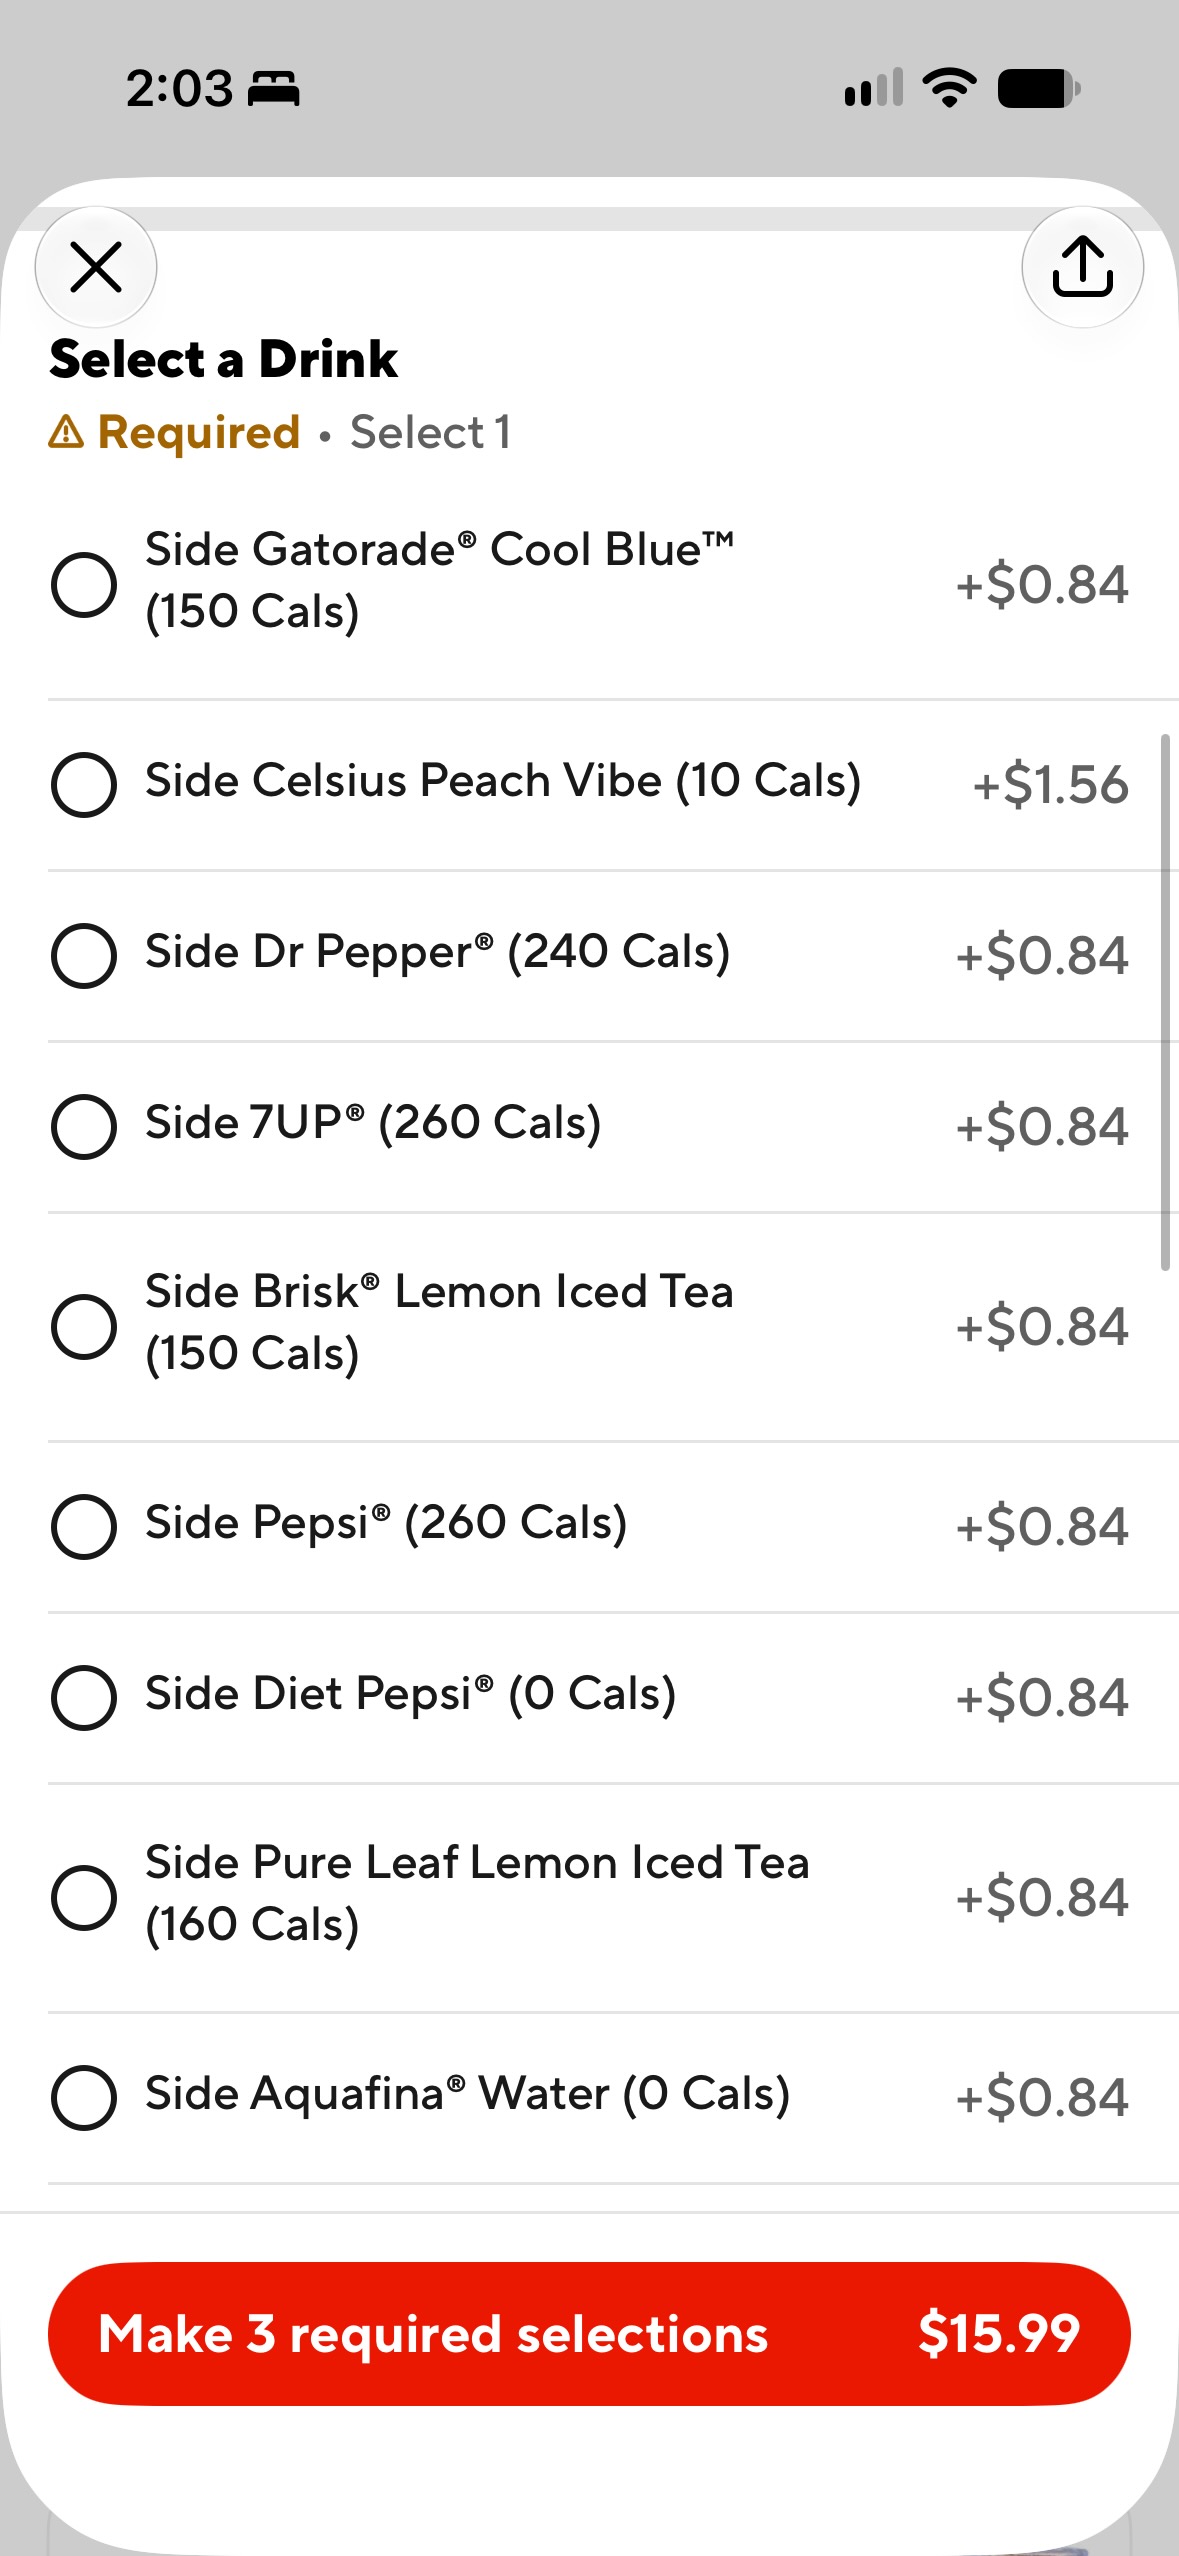 2:03
Select a Drink
Required • Select 1
Side Gatorade® Cool Blue™
(150 Cals)
+$0.84
Side Celsius Peach Vibe (10 Cals)
+$1.56
Side Dr Pepper® (240 Cals)
+$0.84
Side 7UP® (260 Cals)
+$0.84
Side Brisk® Lemon Iced Tea
(150 Cals)
+$0.84
Side Pepsi® (260 Cals)
+$0.84
Side Diet Pepsi® (0 Cals)
+$0.84
Side Pure Leaf Lemon Iced Tea
(160 Cals)
+$0.84
Side Aquafina® Water (0 Cals)
+$0.84
Make 3 required selections
$15.99